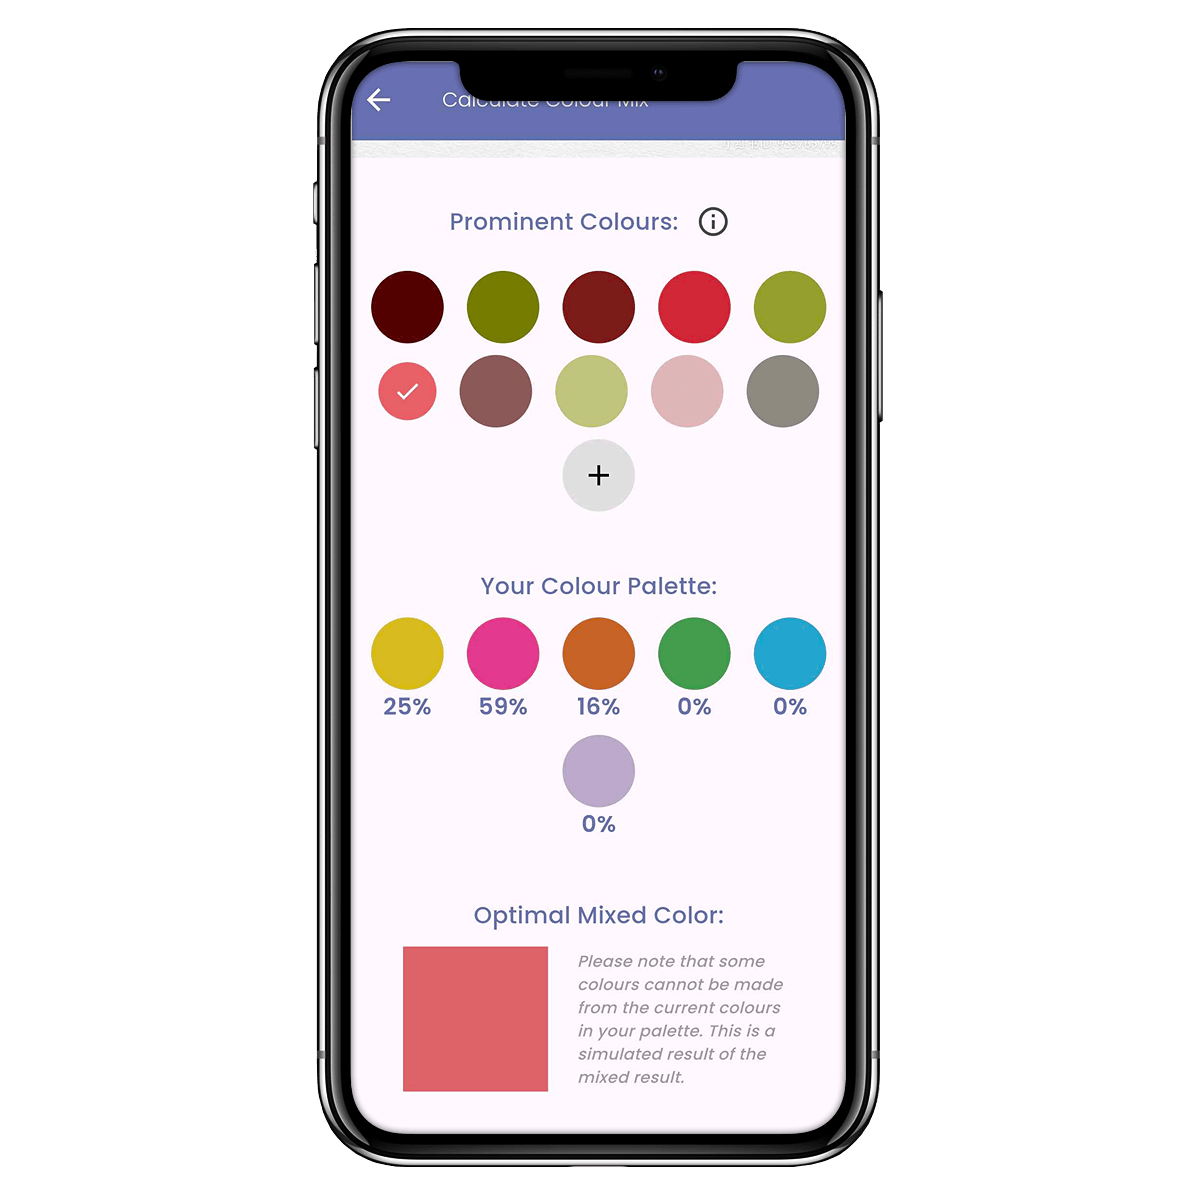 Calculate Colour Mix
Prominent Colours:
Your Colour Palette:
25% 59% 16% 0% 0%
0%
Optimal Mixed Color:
Please note that some
colours cannot be made
from the current colours
in your palette. This is a
simulated result of the
mixed result.